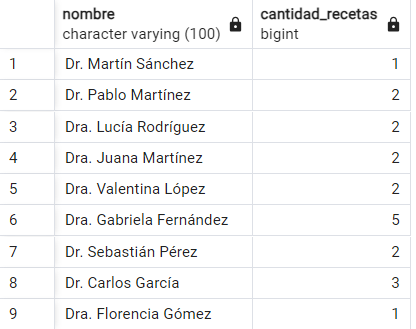 nombre cantidad_recetas
character varying (100) bigint
1 Dr. Martín Sánchez 1
2 Dr. Pablo Martínez 2
3 Dra. Lucía Rodríguez 2
4 Dra. Juana Martínez 2
5 Dra. Valentina López 2
6 Dra. Gabriela Fernández 5
7 Dr. Sebastián Pérez 2
8 Dr. Carlos García 3
9 Dra. Florencia Gómez 1